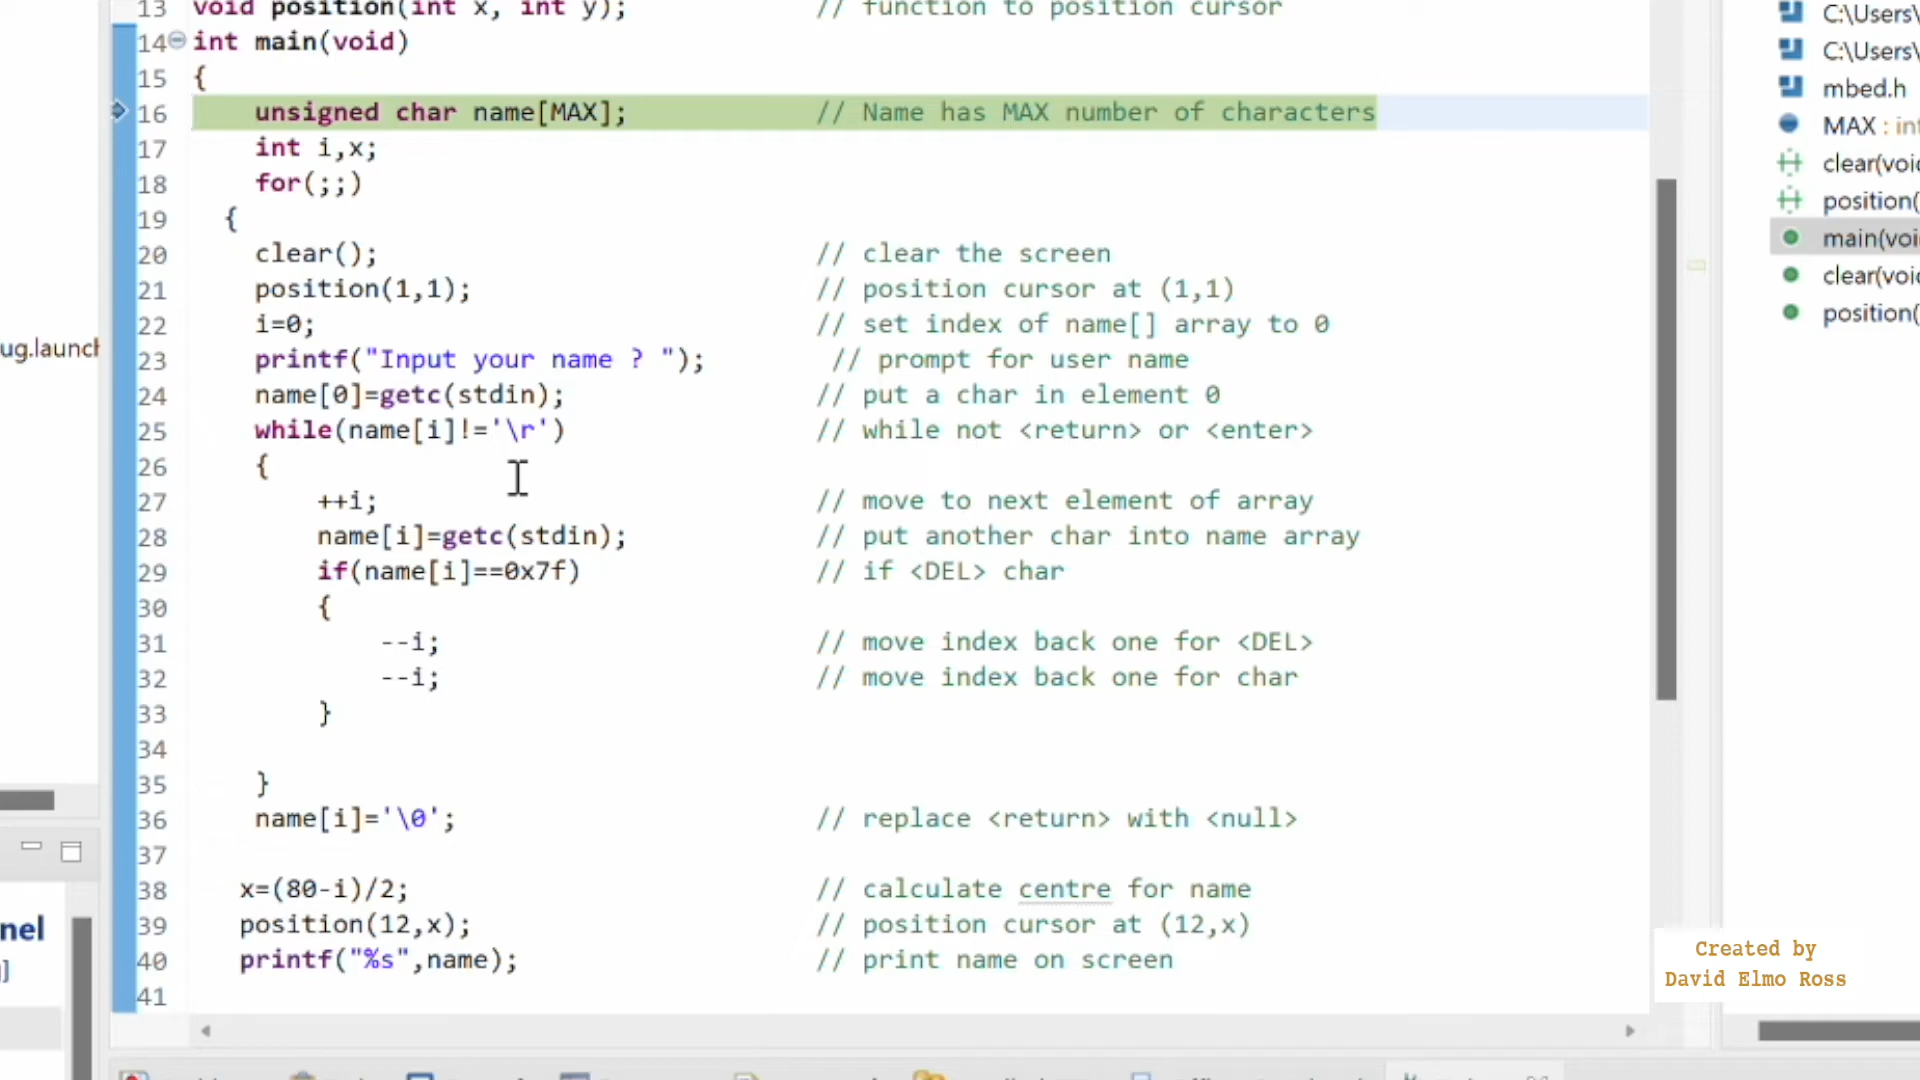 13 void position(int x, int y); // function to position cursor
14 int main(void)
15 {
16 unsigned char name[MAX]; // Name has MAX number of characters
17 int i,x;
18 for(;;)
19 {
20 clear(); // clear the screen
21 position(1,1); // position cursor at (1,1)
22 i=0; // set index of name[] array to 0
23 printf("Input your name ? "); // prompt for user name
24 name[0]=getc(stdin); // put a char in element 0
25 while(name[i]!='\r') // while not <return> or <enter>
26 {
27 ++i; // move to next element of array
28 name[i]=getc(stdin); // put another char into name array
29 if(name[i]==0x7f) // if <DEL> char
30 {
31 --i; // move index back one for <DEL>
32 --i; // move index back one for char
33 }
34
35 }
36 name[i]='\0'; // replace <return> with <null>
37
38 x=(80-i)/2; // calculate centre for name
39 position(12,x); // position cursor at (12,x)
40 printf("%s",name); // print name on screen
41
ug.launch
nel
C:\Users\
C:\Users\
mbed.h
MAX : int
clear(void
position(
main(voi
clear(void
position(
Created by
David Elmo Ross